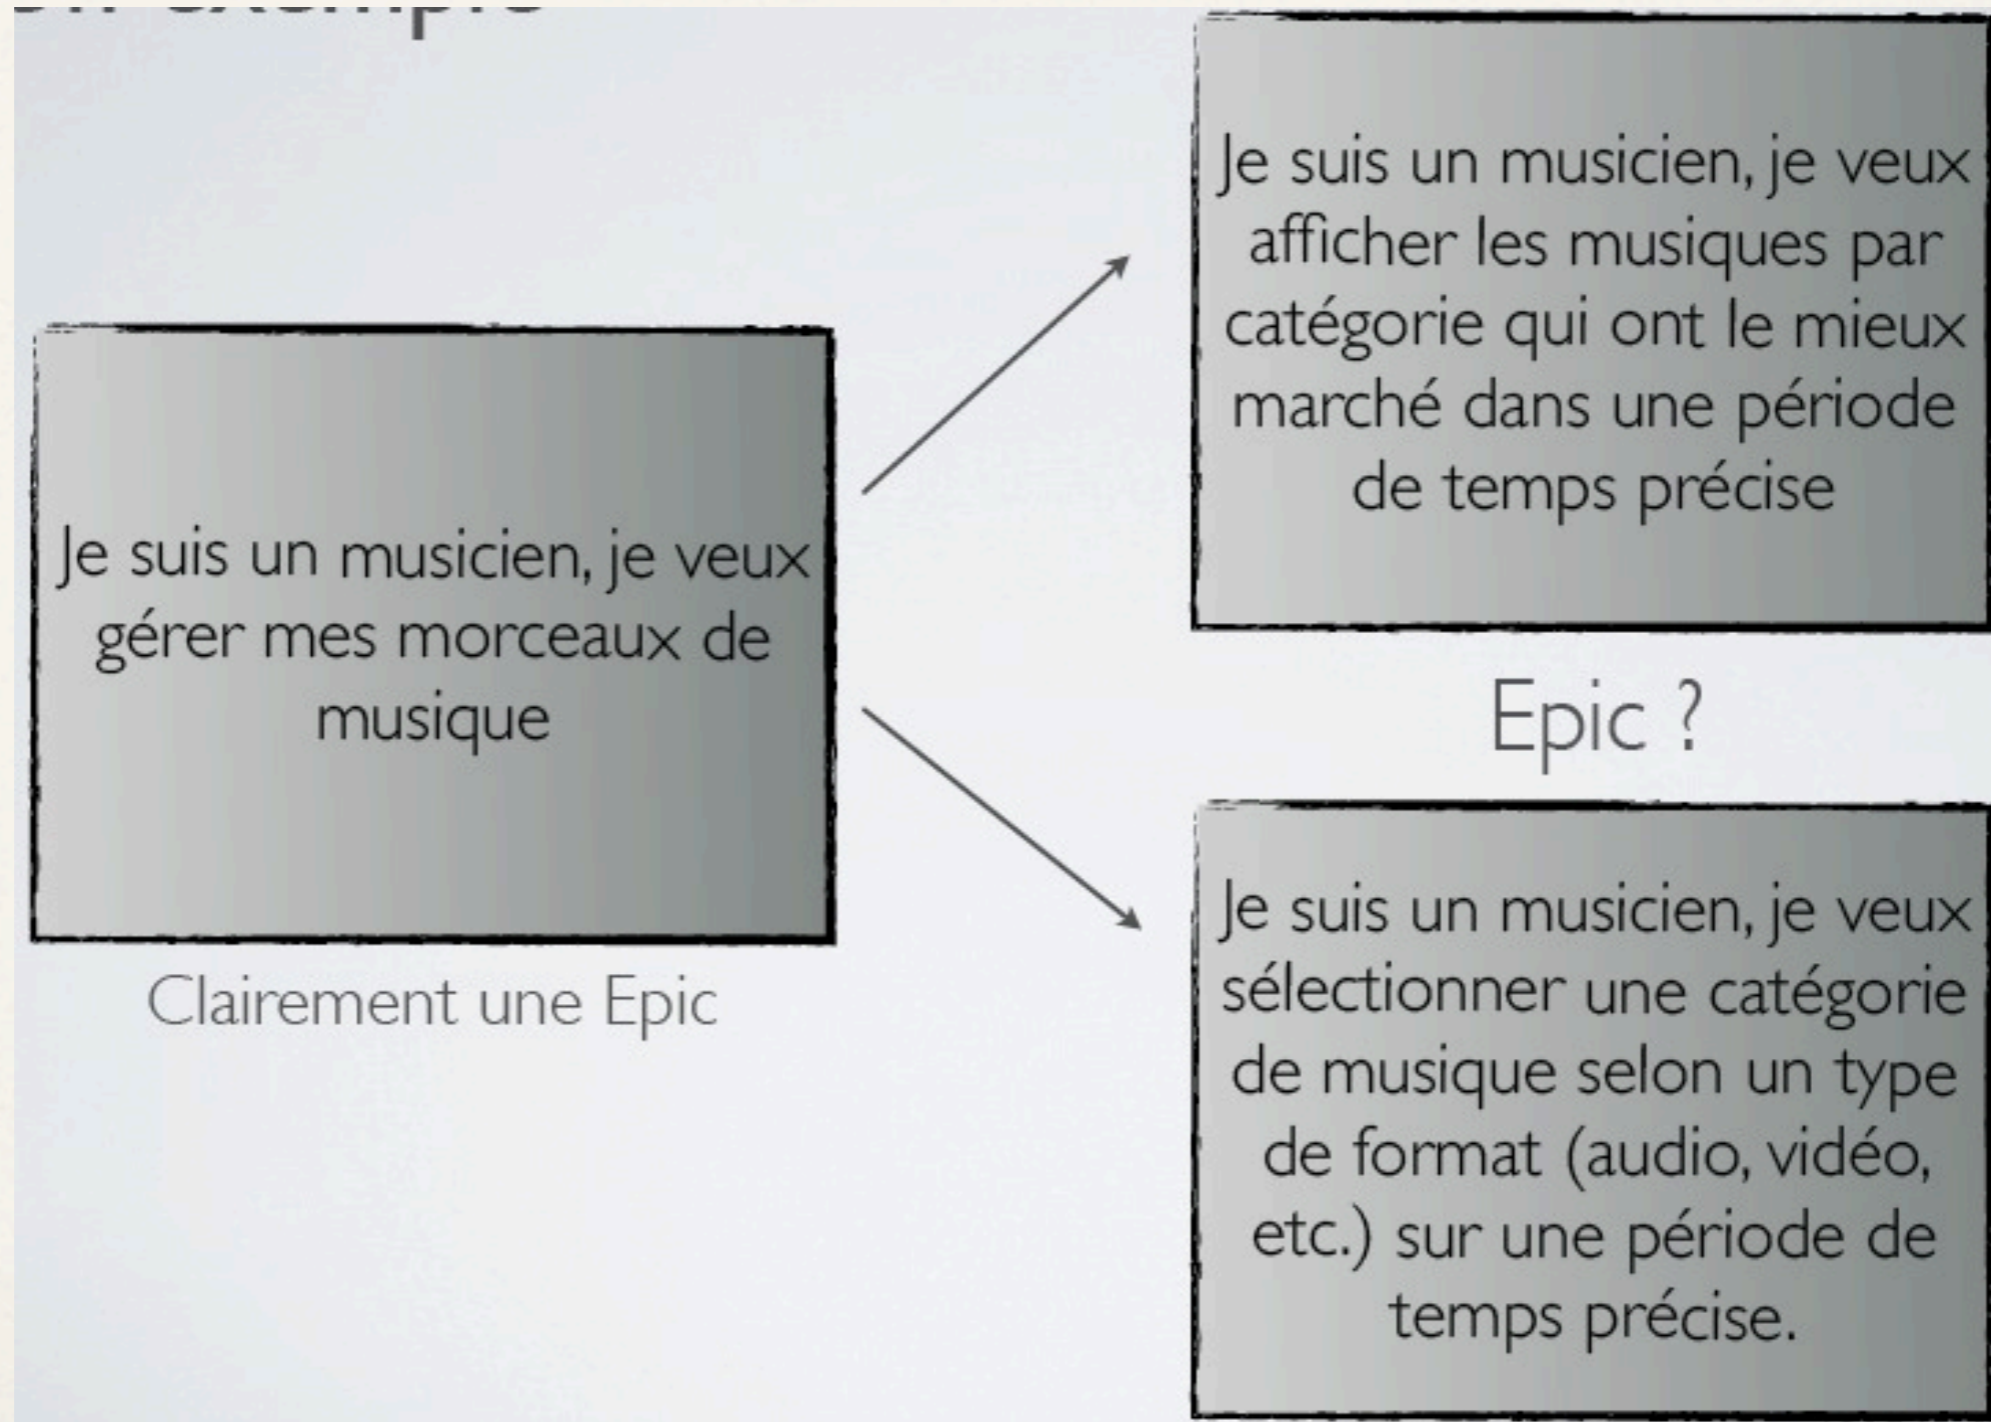 exemple
Je suis un musicien, je veux
gérer mes morceaux de
musique
Clairement une Epic
Je suis un musicien, je veux
afficher les musiques par
catégorie qui ont le mieux
marché dans une période
de temps précise
Epic ?
Je suis un musicien, je veux
sélectionner une catégorie
de musique selon un type
de format (audio, vidéo,
etc.) sur une période de
temps précise.